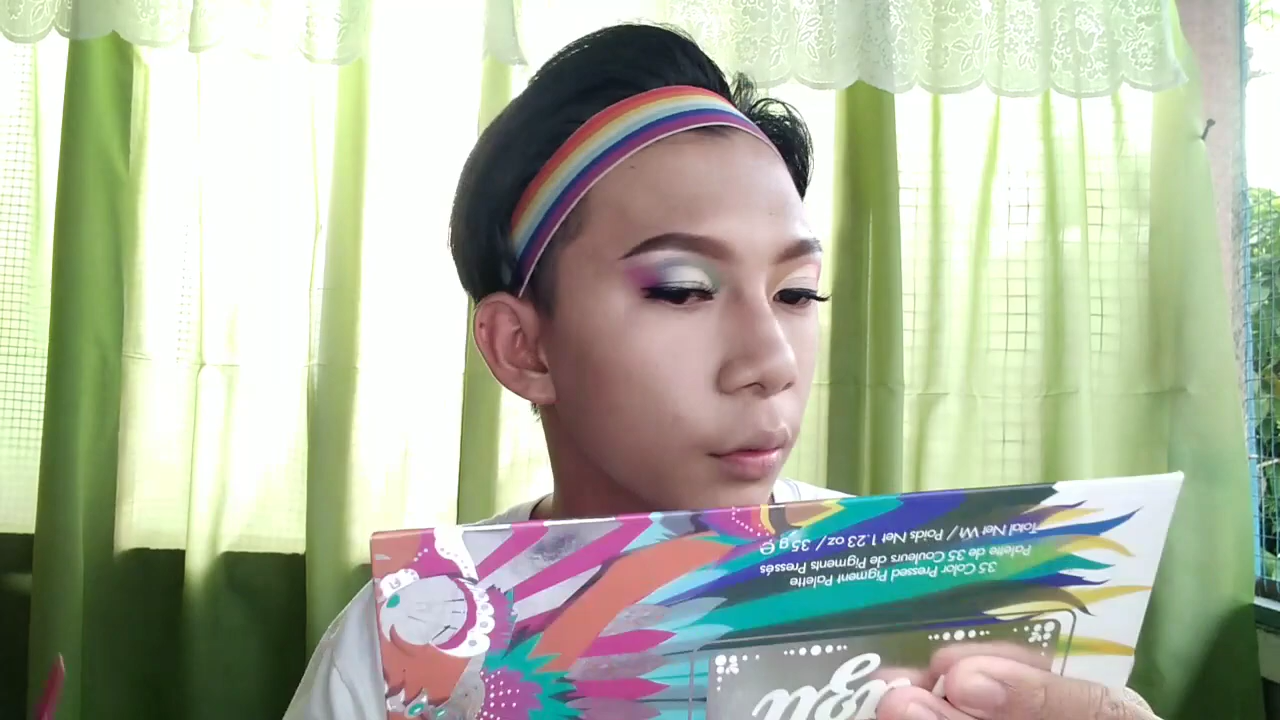 35 Color Pressed Pigment Palette
Palette de 35 Couleurs de Pigments Pressés
Total Net Wt / Poids Net 1.23 oz / 35 g ℮